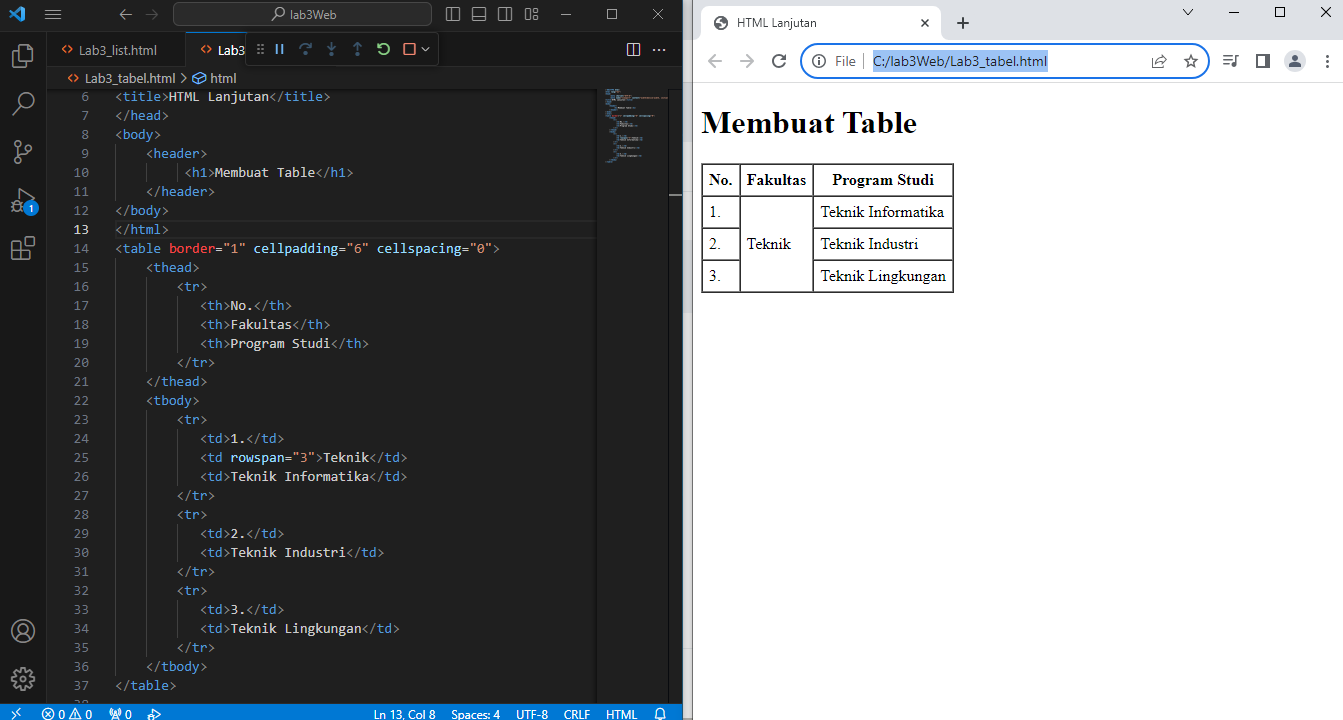 lab3Web
Lab3_list.html
Lab3
Lab3_tabel.html > html
6 <title>HTML Lanjutan</title>
7 </head>
8 <body>
9 <header>
10 <h1>Membuat Table</h1>
11 </header>
12 </body>
13 </html>
14 <table border="1" cellpadding="6" cellspacing="0">
15 <thead>
16 <tr>
17 <th>No.</th>
18 <th>Fakultas</th>
19 <th>Program Studi</th>
20 </tr>
21 </thead>
22 <tbody>
23 <tr>
24 <td>1.</td>
25 <td rowspan="3">Teknik</td>
26 <td>Teknik Informatika</td>
27 </tr>
28 <tr>
29 <td>2.</td>
30 <td>Teknik Industri</td>
31 </tr>
32 <tr>
33 <td>3.</td>
34 <td>Teknik Lingkungan</td>
35 </tr>
36 </tbody>
37 </table>
1
0 0 0 Ln 13, Col 8 Spaces: 4 UTF-8 CRLF HTML
HTML Lanjutan
File C:/lab3Web/Lab3_tabel.html
Membuat Table
No. Fakultas Program Studi
1. Teknik Informatika
2. Teknik Teknik Industri
3. Teknik Lingkungan